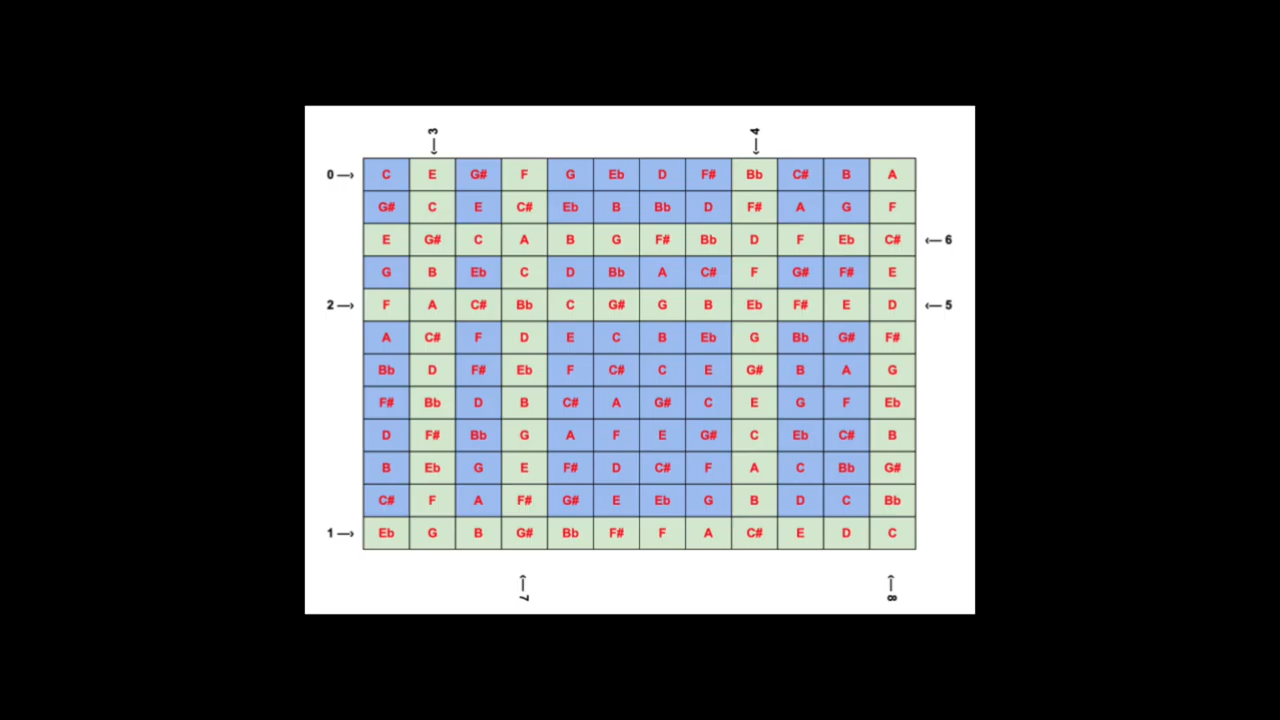 3 4
0 C E G# F G Eb D F# Bb C# B A
G# C E C# Eb B Bb D F# A G F
E G# C A B G F# Bb D F Eb C# 6
G B Eb C D Bb A C# F G# F# E
2 F A C# Bb C G# G B Eb F# E D 5
A C# F D E C B Eb G Bb G# F#
Bb D F# Eb F C# C E G# B A G
F# Bb D B C# A G# C E G F Eb
D F# Bb G A F E G# C Eb C# B
B Eb G E F# D C# F A C Bb G#
C# F A F# G# E Eb G B D C Bb
1 Eb G B G# Bb F# F A C# E D C
7 8